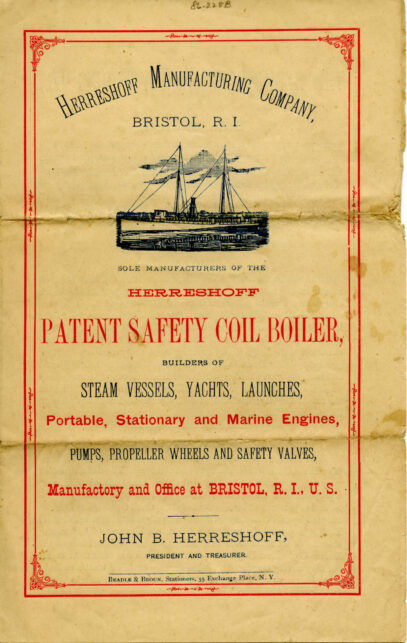 HERRESHOFF MANUFACTURING COMPANY,
BRISTOL, R. I.
SOLE MANUFACTURERS OF THE
HERRESHOFF
PATENT SAFETY COIL BOILER,
BUILDERS OF
STEAM VESSELS, YACHTS, LAUNCHES,
Portable, Stationary and Marine Engines,
PUMPS, PROPELLER WHEELS AND SAFETY VALVES,
Manufactory and Office at BRISTOL, R. I., U. S.
JOHN B. HERRESHOFF,
PRESIDENT AND TREASURER.
BEADLE & BROUN, Stationers, 35 Exchange Place, N. Y.